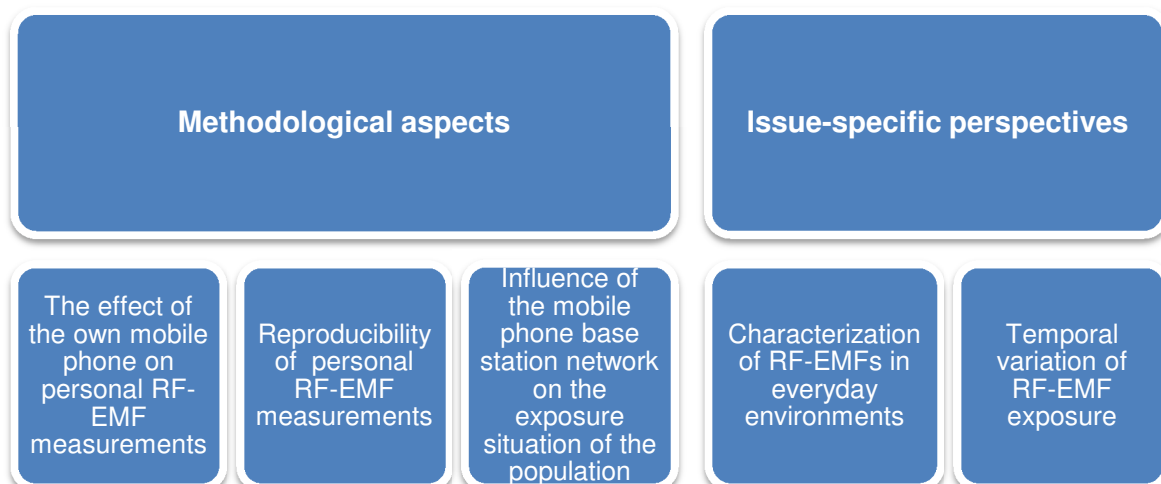 Methodological aspects
Issue-specific perspectives
The effect of
the own mobile
phone on
personal RF-
EMF
measurements
Reproducibility
of personal
RF-EMF
measurements
Influence of
the mobile
phone base
station network
on the
exposure
situation of the
population
Characterization
of RF-EMFs in
everyday
environments
Temporal
variation of
RF-EMF
exposure